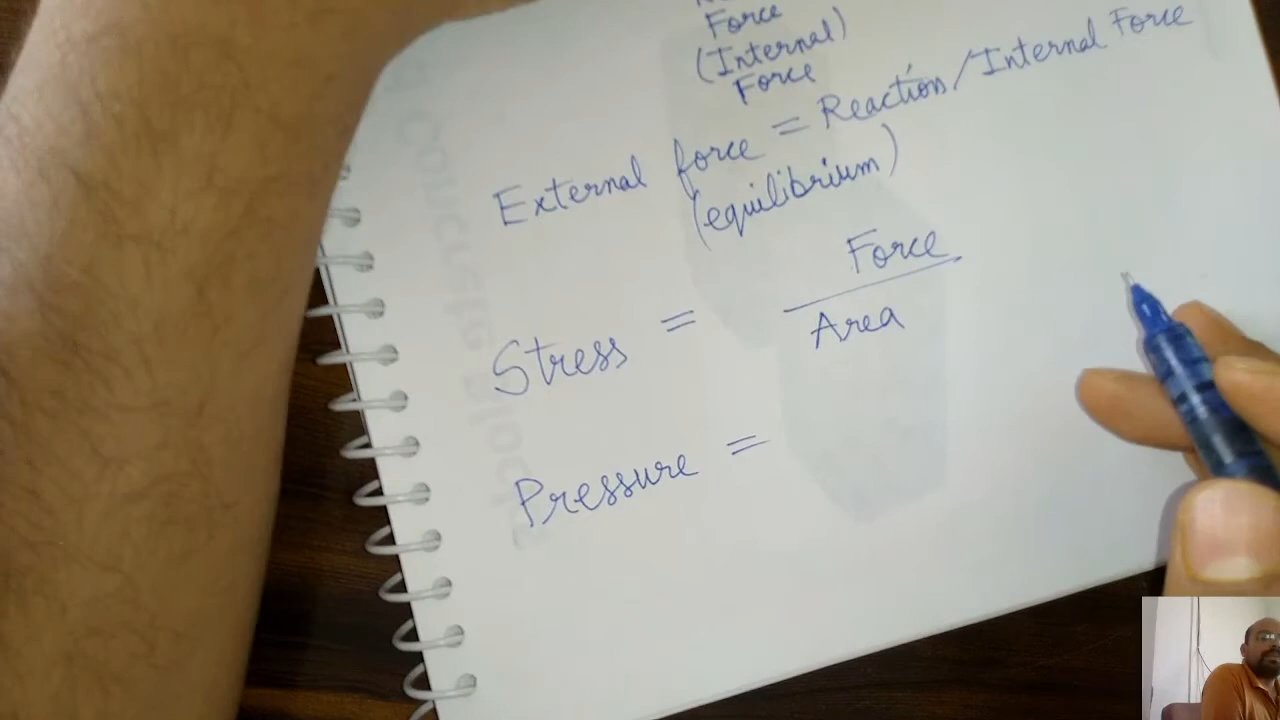 Force
(Internal)
Force
External force = Reaction/Internal Force
(equilibrium)
Stress = Force
Area
Pressure =